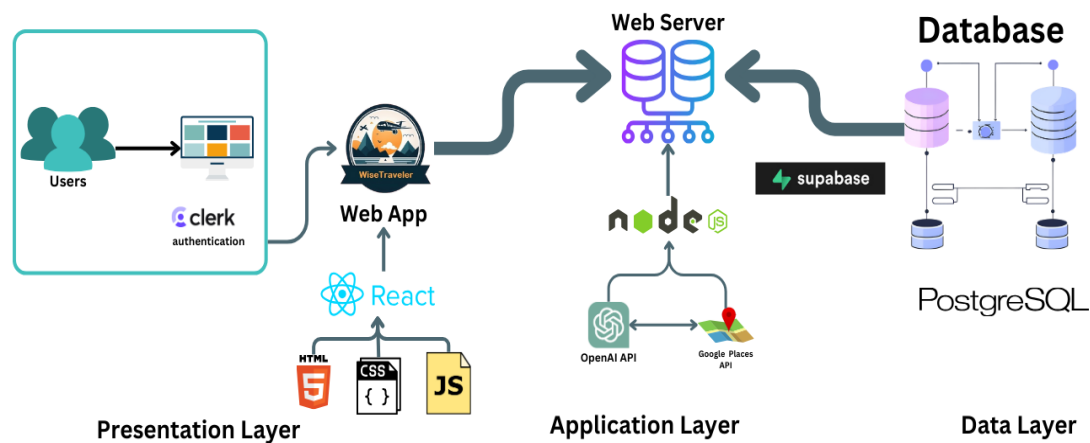 Web Server
Database
Users
clerk
authentication
WiseTraveler
Web App
supabase
node
JS
React
HTML
5
CSS
{ }
JS
OpenAI API
Google Places
API
PostgreSQL
Presentation Layer
Application Layer
Data Layer